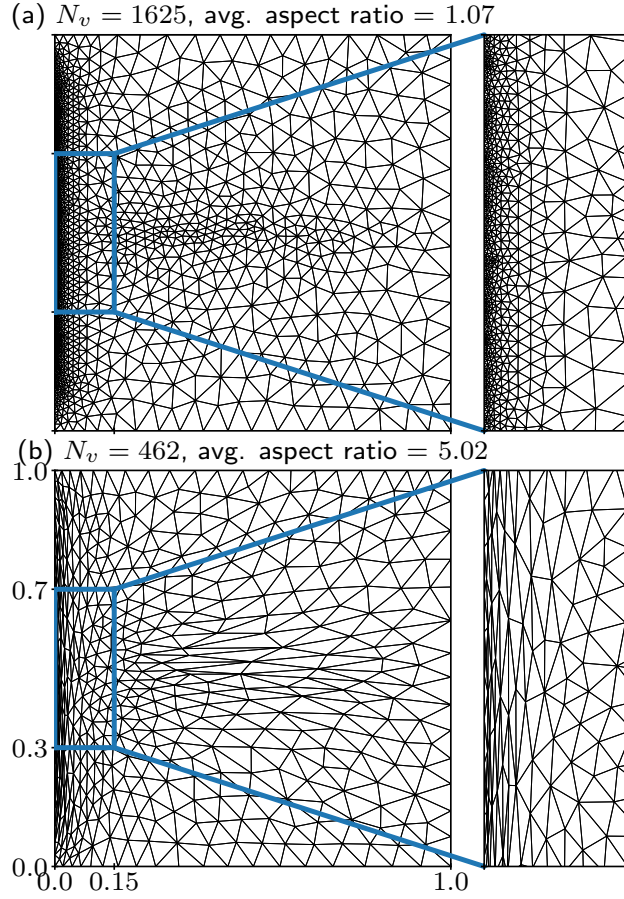 (a) N_v = 1625, avg. aspect ratio = 1.07
(b) N_v = 462, avg. aspect ratio = 5.02
1.0
0.7
0.3
0.0
0.0 0.15 1.0